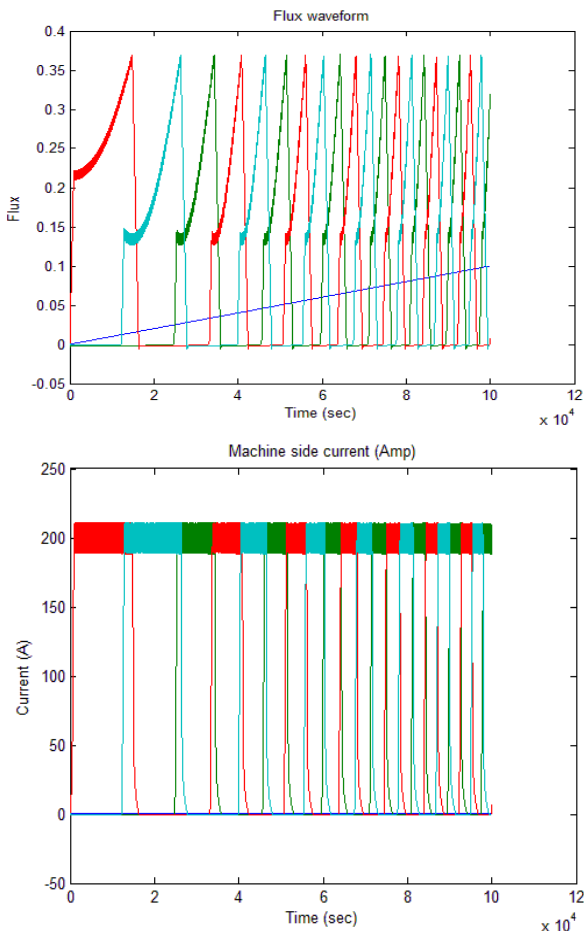 Flux waveform
0.4
0.35
0.3
0.25
0.2
0.15
0.1
0.05
0
-0.05
Flux
0 2 4 6 8 10 12
Time (sec)
x 10^4
Machine side current (Amp)
250
200
150
100
50
0
-50
Current (A)
0 2 4 6 8 10 12
Time (sec)
x 10^4